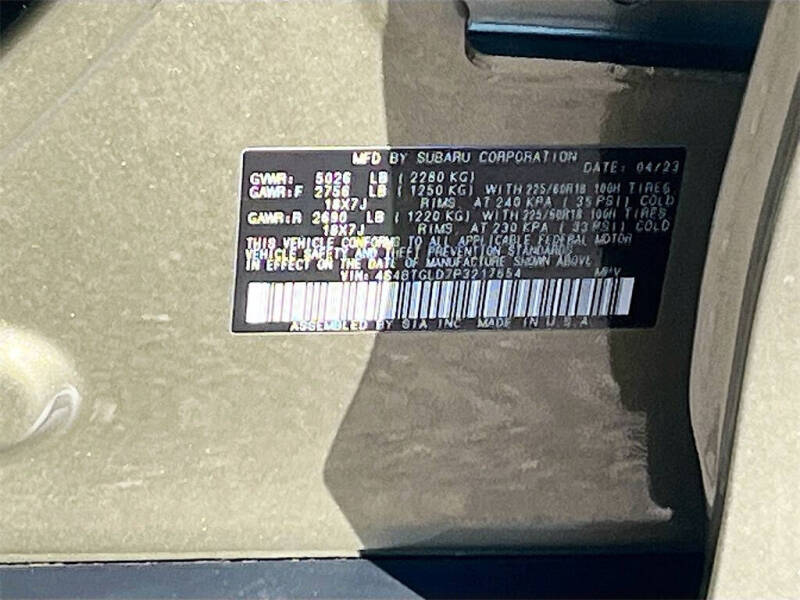 MFD BY SUBARU CORPORATION
DATE: 04/23
GVWR: 5026 LB (2280 KG)
GAWR:F 2756 LB (1250 KG) WITH 225/60R18 100H TIRES
18X7J RIMS AT 240 KPA (35 PSI) COLD
GAWR:R 2690 LB (1220 KG) WITH 225/60R18 100H TIRES
18X7J RIMS AT 230 KPA (33 PSI) COLD
THIS VEHICLE CONFORMS TO ALL APPLICABLE FEDERAL MOTOR
VEHICLE SAFETY AND THEFT PREVENTION STANDARDS
IN EFFECT ON THE DATE OF MANUFACTURE SHOWN ABOVE
VIN: 4S4BTGLD7P3217554 MPV
ASSEMBLED BY SIA INC MADE IN U.S.A